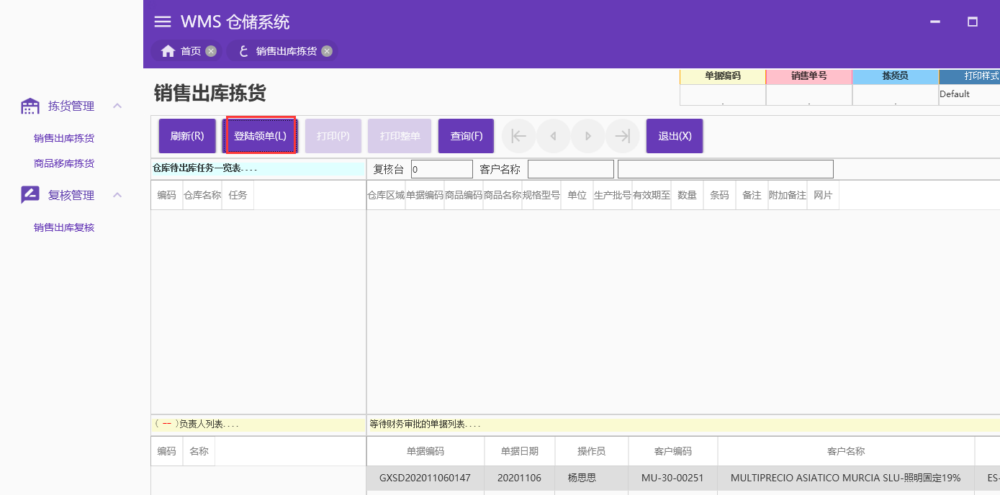 WMS 仓储系统
首页
销售出库拣货
拣货管理
销售出库拣货
商品移库拣货
复核管理
销售出库复核
销售出库拣货
单据编码 销售单号 拣货员 打印样式
. . . Default
刷新(R) 登陆领单(L) 打印(P) 打印整单 查询(F) 退出(X)
仓库待出库任务一览表.... 复核台 0 客户名称
编码 仓库名称 任务
仓库区域 单据编码 商品编码 商品名称 规格型号 单位 生产批号 有效期至 数量 条码 备注 附加备注 网片
( -- )负责人列表.... 等待财务审批的单据列表....
编码 名称
单据编码 单据日期 操作员 客户编码 客户名称
GXSD202011060147 20201106 杨思思 MU-30-00251 MULTIPRECIO ASIATICO MURCIA SLU-照明固定19% ES-